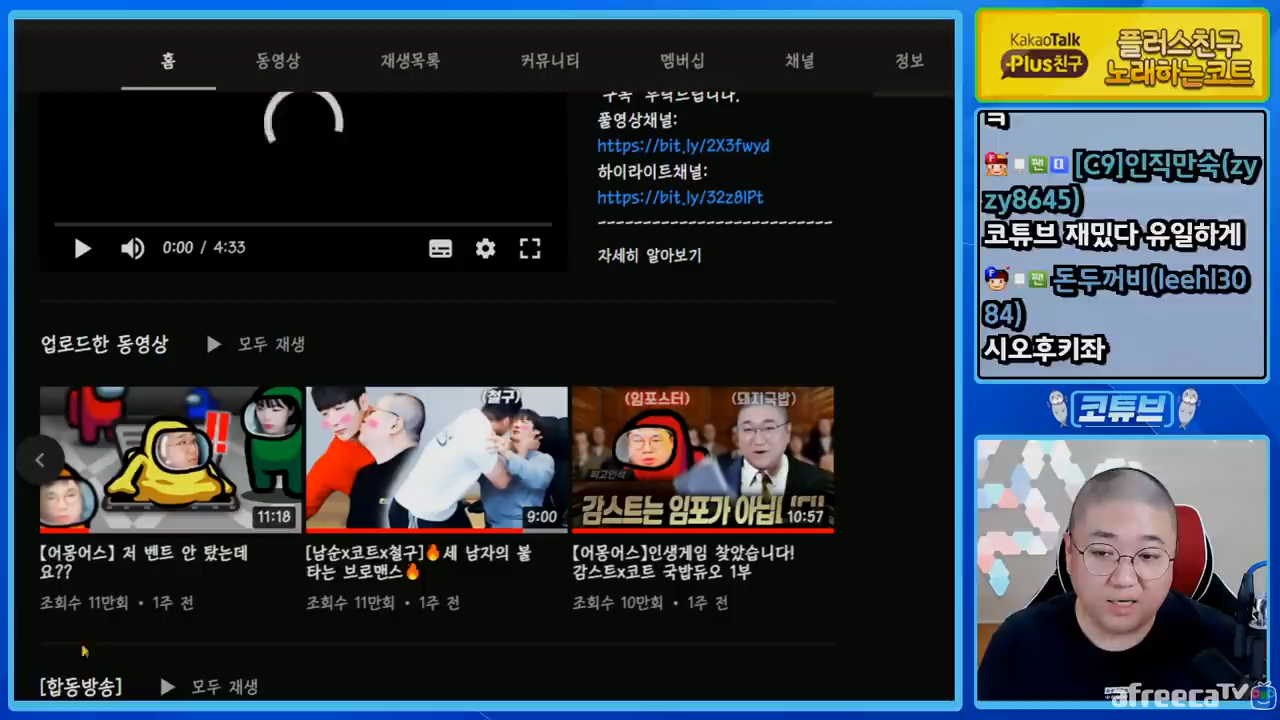 홈 동영상 재생목록 커뮤니티 멤버십 채널 정보
구독 부탁드립니다.
풀영상채널:
https://bit.ly/2X3fwyd
하이라이트채널:
https://bit.ly/32z8lPt
자세히 알아보기
0:00 / 4:33
업로드한 동영상 모두 재생
11:18
(철구)
9:00
(임포스터) (돼지국밥)
피고인석
감스트는 임포가 아닙니다!
10:57
【어몽어스】 저 벤트 안 탔는데
요??
조회수 11만회 • 1주 전
[남순x코트x철구]🔥세 남자의 불
타는 브로맨스🔥
조회수 11만회 • 1주 전
【어몽어스】인생게임 찾았습니다!
감스트x코트 국밥듀오 1부
조회수 10만회 • 1주 전
[합동방송] 모두 재생
KakaoTalk
Plus친구
플러스친구
노래하는코트
ㅋ
팬 [C9]인직만숙(zy
zy8645)
코튜브 재밌다 유일하게
팬 돈두꺼비(leehl30
84)
시오후키좌
코튜브
afreecaTV